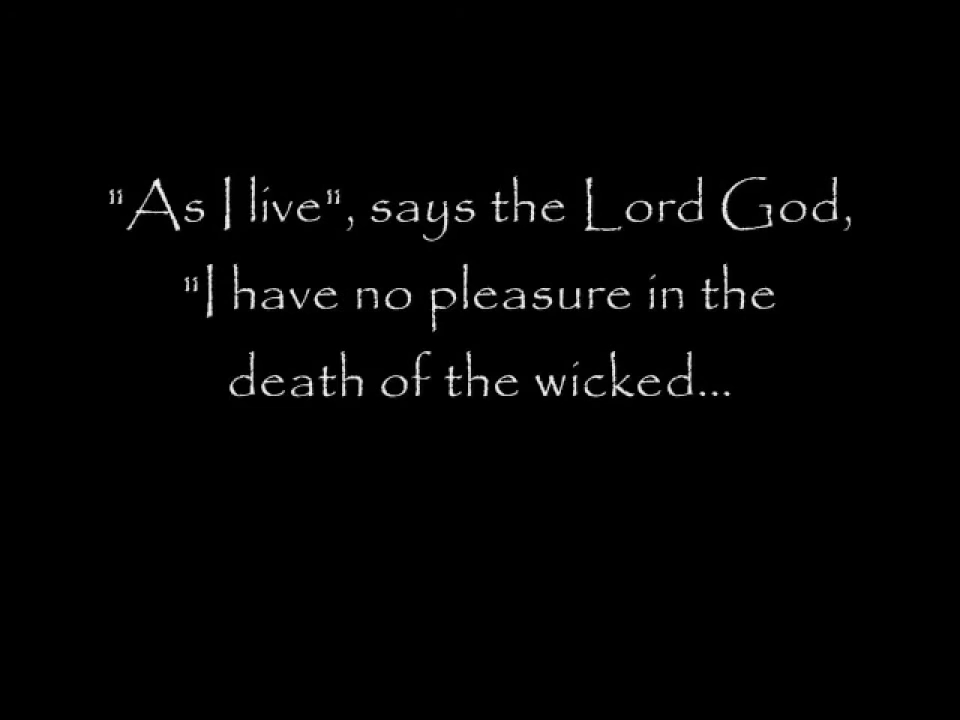 "As I live", says the Lord God,
"I have no pleasure in the
death of the wicked...